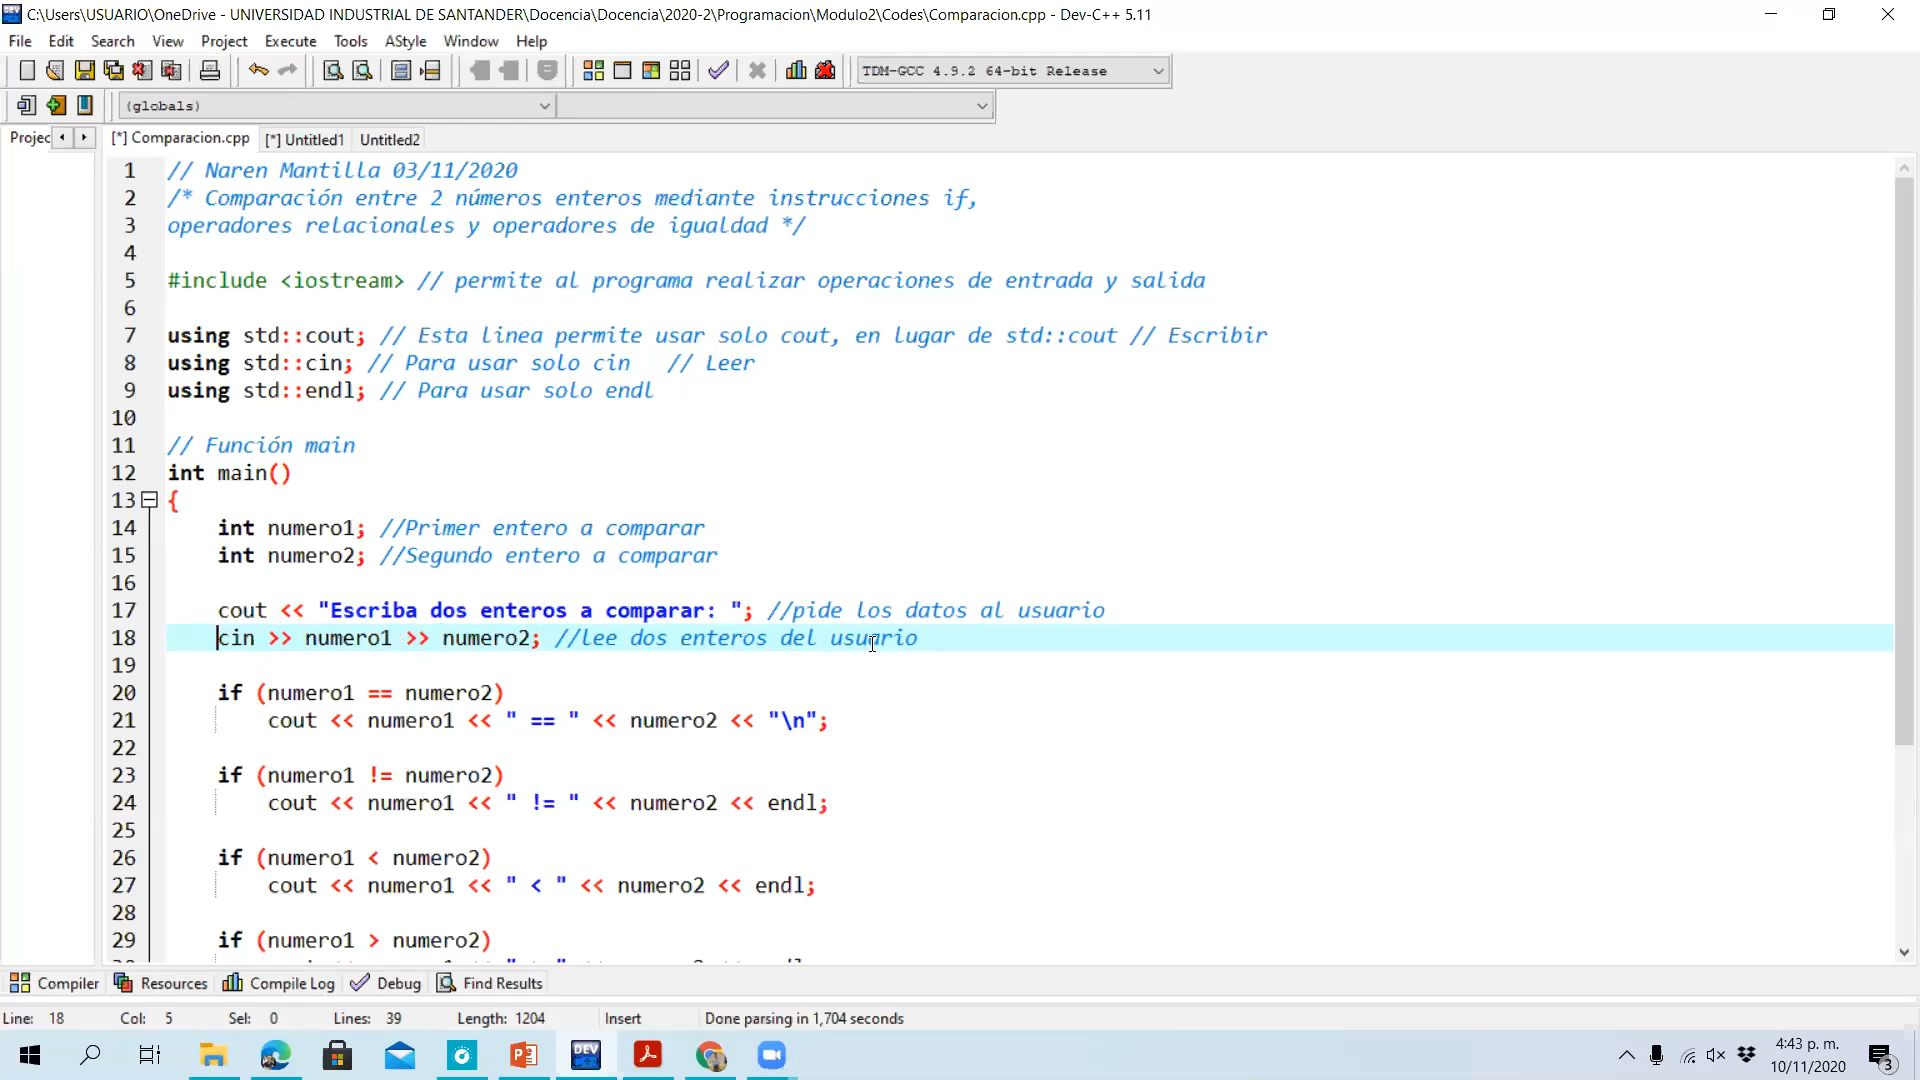 C:\Users\USUARIO\OneDrive - UNIVERSIDAD INDUSTRIAL DE SANTANDER\Docencia\Docencia\2020-2\Programacion\Modulo2\Codes\Comparacion.cpp - Dev-C++ 5.11
File Edit Search View Project Execute Tools AStyle Window Help
TDM-GCC 4.9.2 64-bit Release
(globals)
Projec [*] Comparacion.cpp [*] Untitled1 Untitled2
1 // Naren Mantilla 03/11/2020
2 /* Comparación entre 2 números enteros mediante instrucciones if,
3 operadores relacionales y operadores de igualdad */
4
5 #include <iostream> // permite al programa realizar operaciones de entrada y salida
6
7 using std::cout; // Esta linea permite usar solo cout, en lugar de std::cout // Escribir
8 using std::cin; // Para usar solo cin // Leer
9 using std::endl; // Para usar solo endl
10
11 // Función main
12 int main()
13 {
14 int numero1; //Primer entero a comparar
15 int numero2; //Segundo entero a comparar
16
17 cout << "Escriba dos enteros a comparar: "; //pide los datos al usuario
18 cin >> numero1 >> numero2; //lee dos enteros del usuario
19
20 if (numero1 == numero2)
21 cout << numero1 << " == " << numero2 << "\n";
22
23 if (numero1 != numero2)
24 cout << numero1 << " != " << numero2 << endl;
25
26 if (numero1 < numero2)
27 cout << numero1 << " < " << numero2 << endl;
28
29 if (numero1 > numero2)
Compiler Resources Compile Log Debug Find Results
Line: 18 Col: 5 Sel: 0 Lines: 39 Length: 1204 Insert Done parsing in 1,704 seconds
DEV
4:43 p. m.
10/11/2020
3